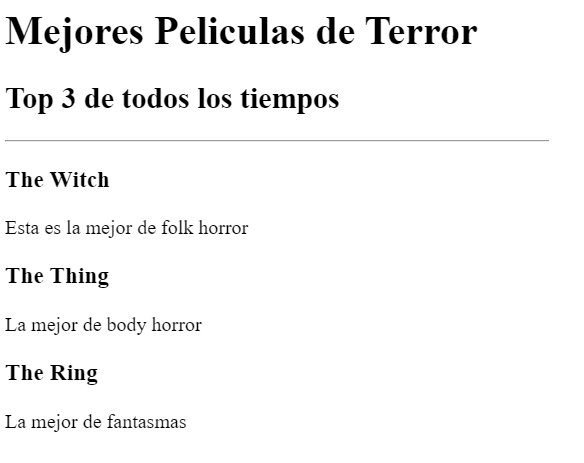 Mejores Peliculas de Terror
Top 3 de todos los tiempos
The Witch
Esta es la mejor de folk horror
The Thing
La mejor de body horror
The Ring
La mejor de fantasmas